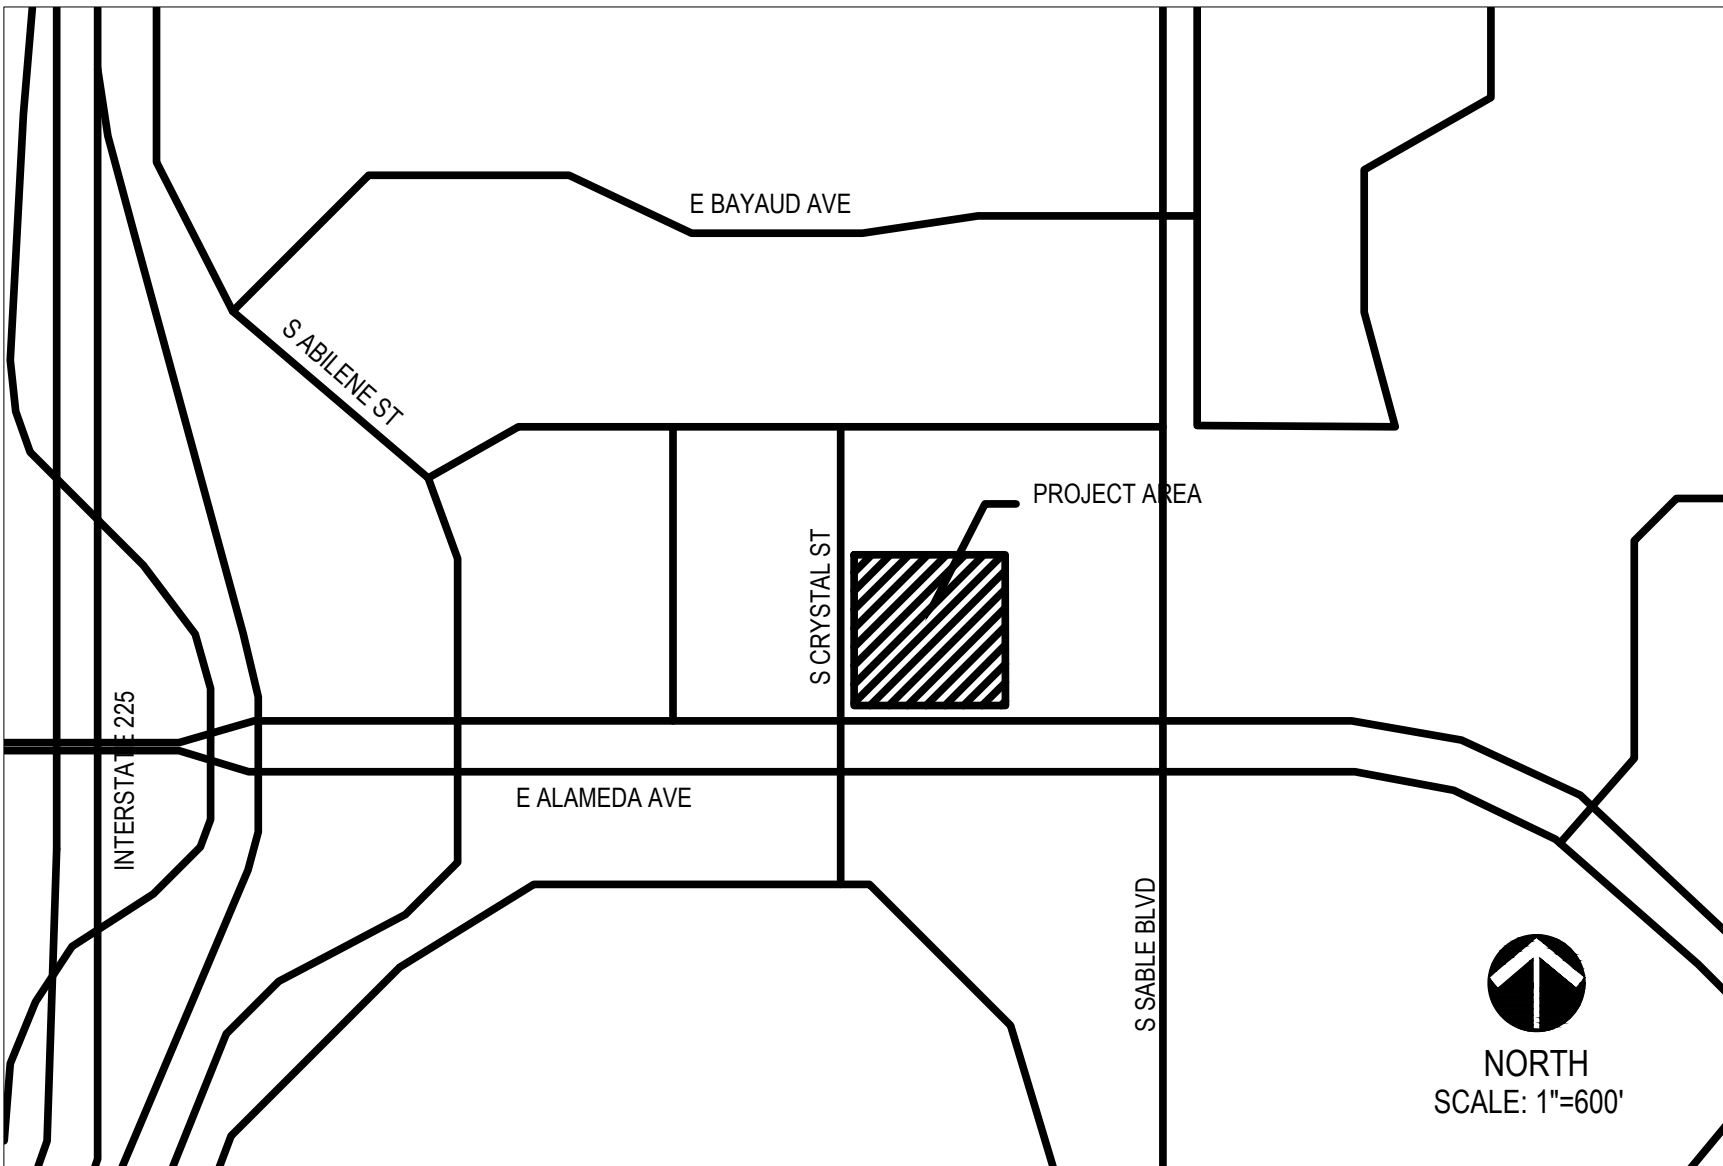 E BAYAUD AVE
S ABILENE ST
PROJECT AREA
S CRYSTAL ST
INTERSTATE 225
E ALAMEDA AVE
S SABLE BLVD
NORTH
SCALE: 1"=600'